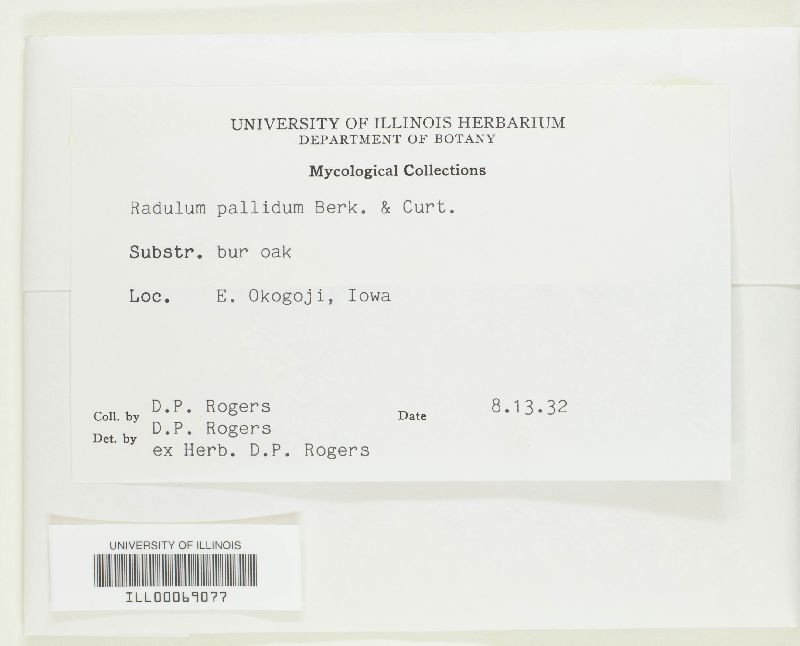 UNIVERSITY OF ILLINOIS HERBARIUM
DEPARTMENT OF BOTANY
Mycological Collections
Radulum pallidum Berk. & Curt.
Substr. bur oak
Loc. E. Okogoji, Iowa
Coll. by D.P. Rogers Date 8.13.32
Det. by D.P. Rogers
ex Herb. D.P. Rogers
UNIVERSITY OF ILLINOIS
ILL00069077